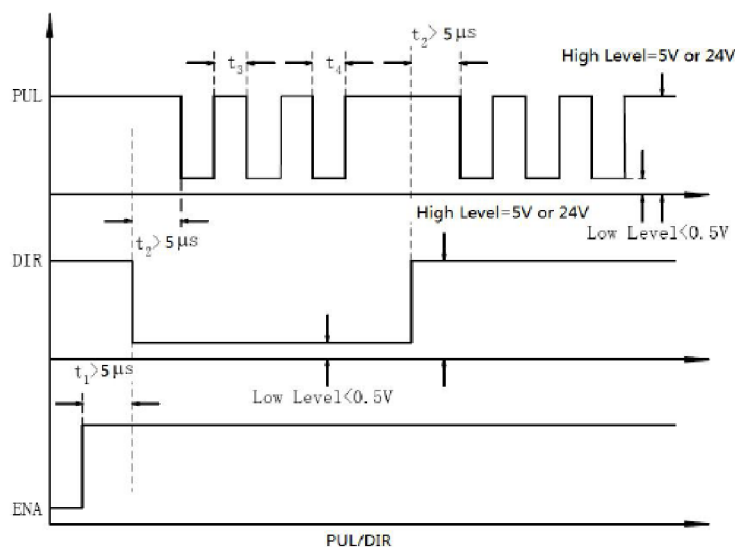 t₂>5μs
t₃
t₄
High Level=5V or 24V
PUL
High Level=5V or 24V
Low Level<0.5V
t₂>5μs
DIR
t₁>5μs
Low Level<0.5V
ENA
PUL/DIR